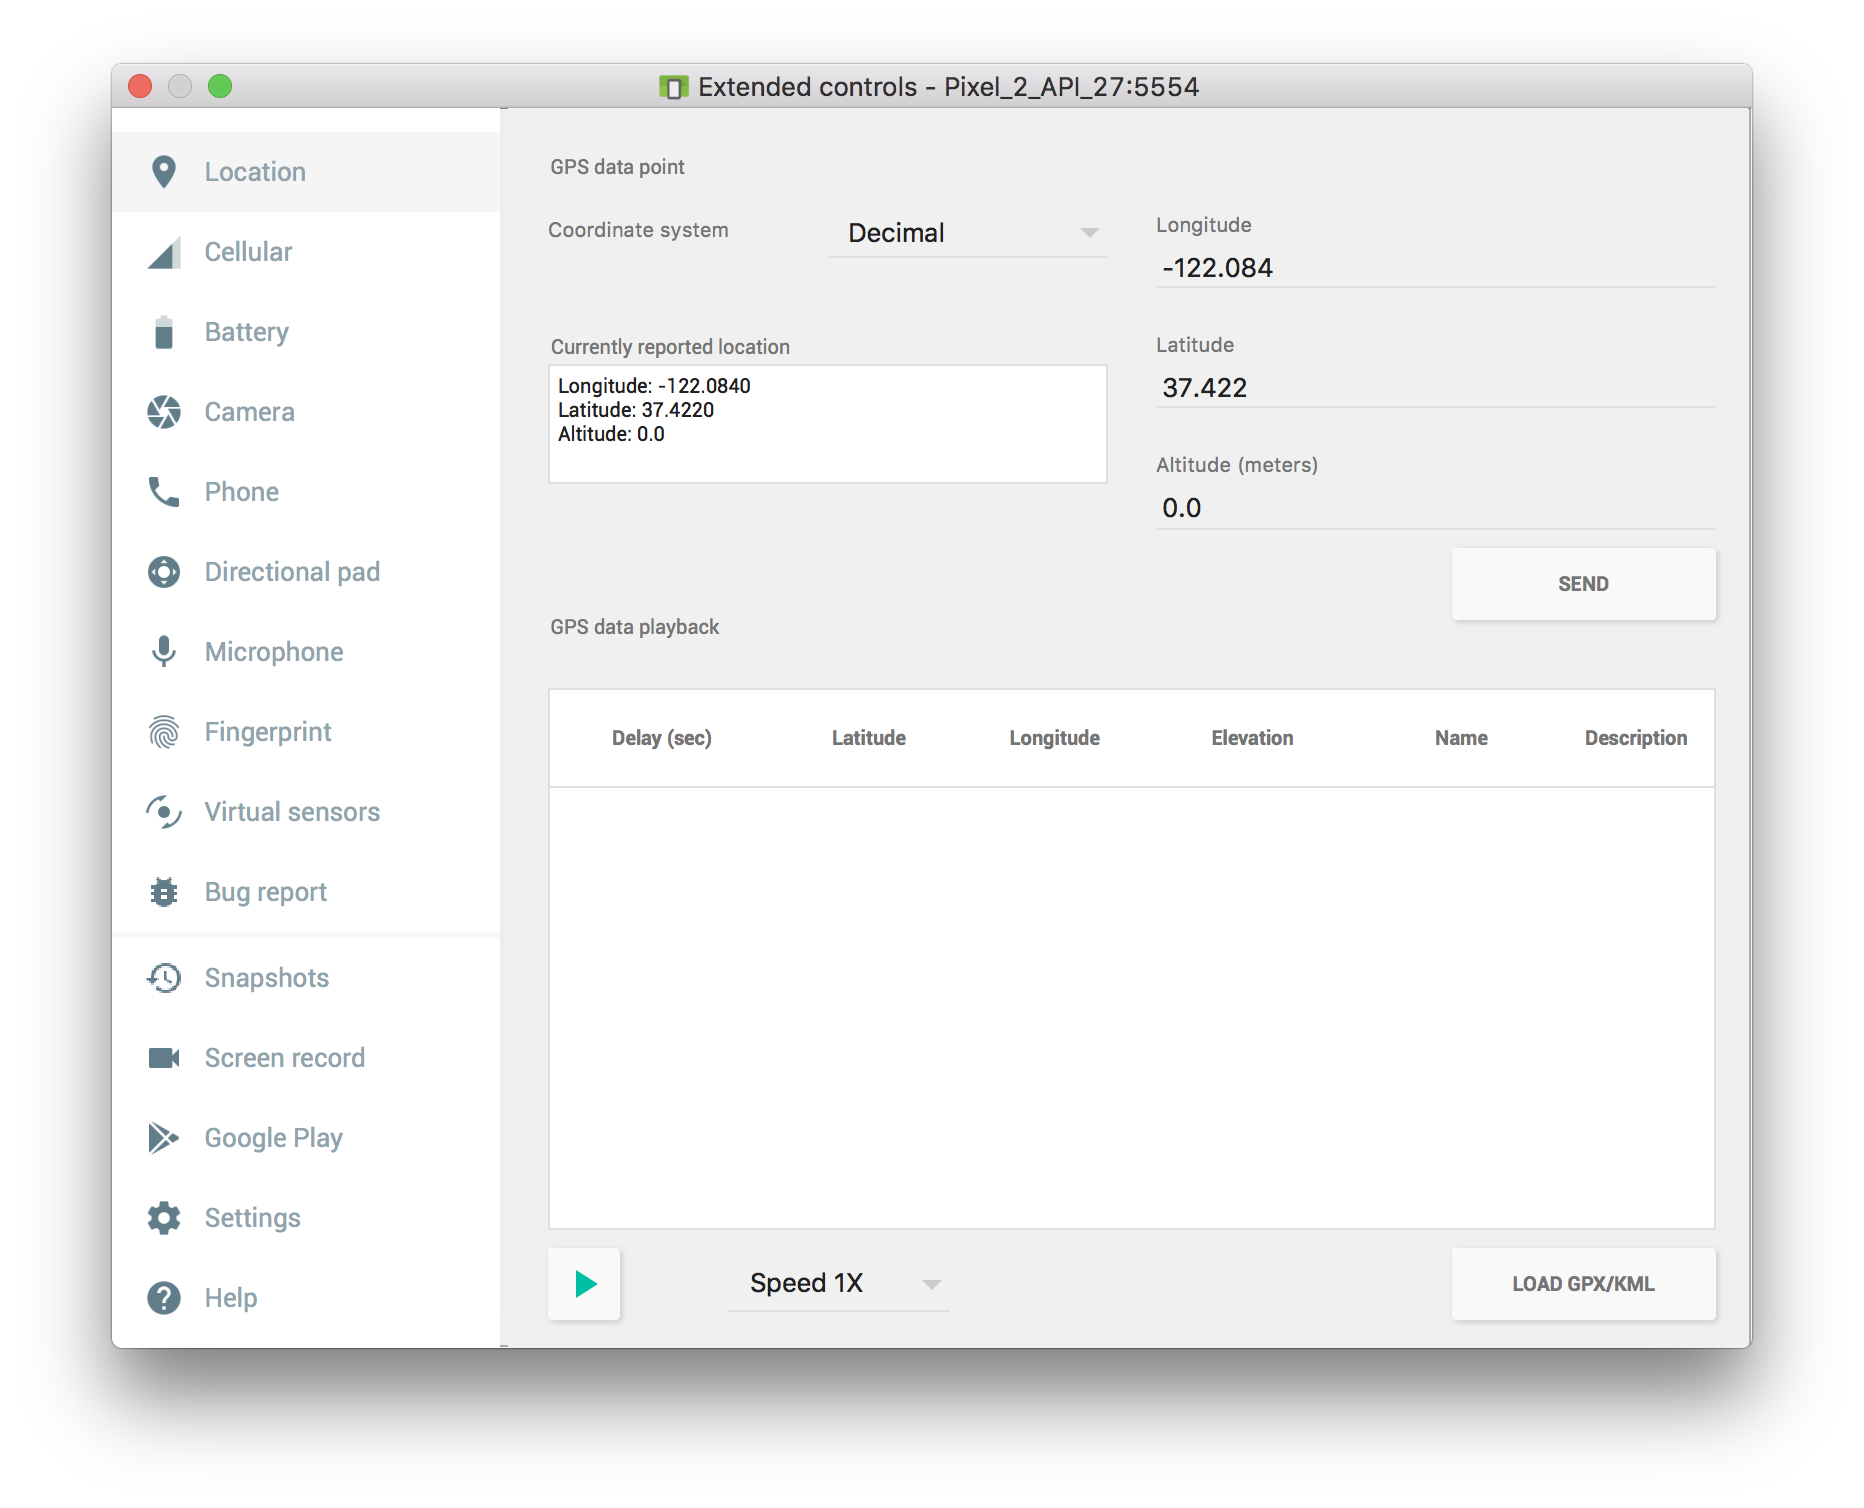 Extended controls - Pixel_2_API_27:5554
Location
Cellular
Battery
Camera
Phone
Directional pad
Microphone
Fingerprint
Virtual sensors
Bug report
Snapshots
Screen record
Google Play
Settings
Help
GPS data point
Coordinate system
Decimal
Longitude
-122.084
Currently reported location
Longitude: -122.0840
Latitude: 37.4220
Altitude: 0.0
Latitude
37.422
Altitude (meters)
0.0
SEND
GPS data playback
Delay (sec) Latitude Longitude Elevation Name Description
Speed 1X
LOAD GPX/KML